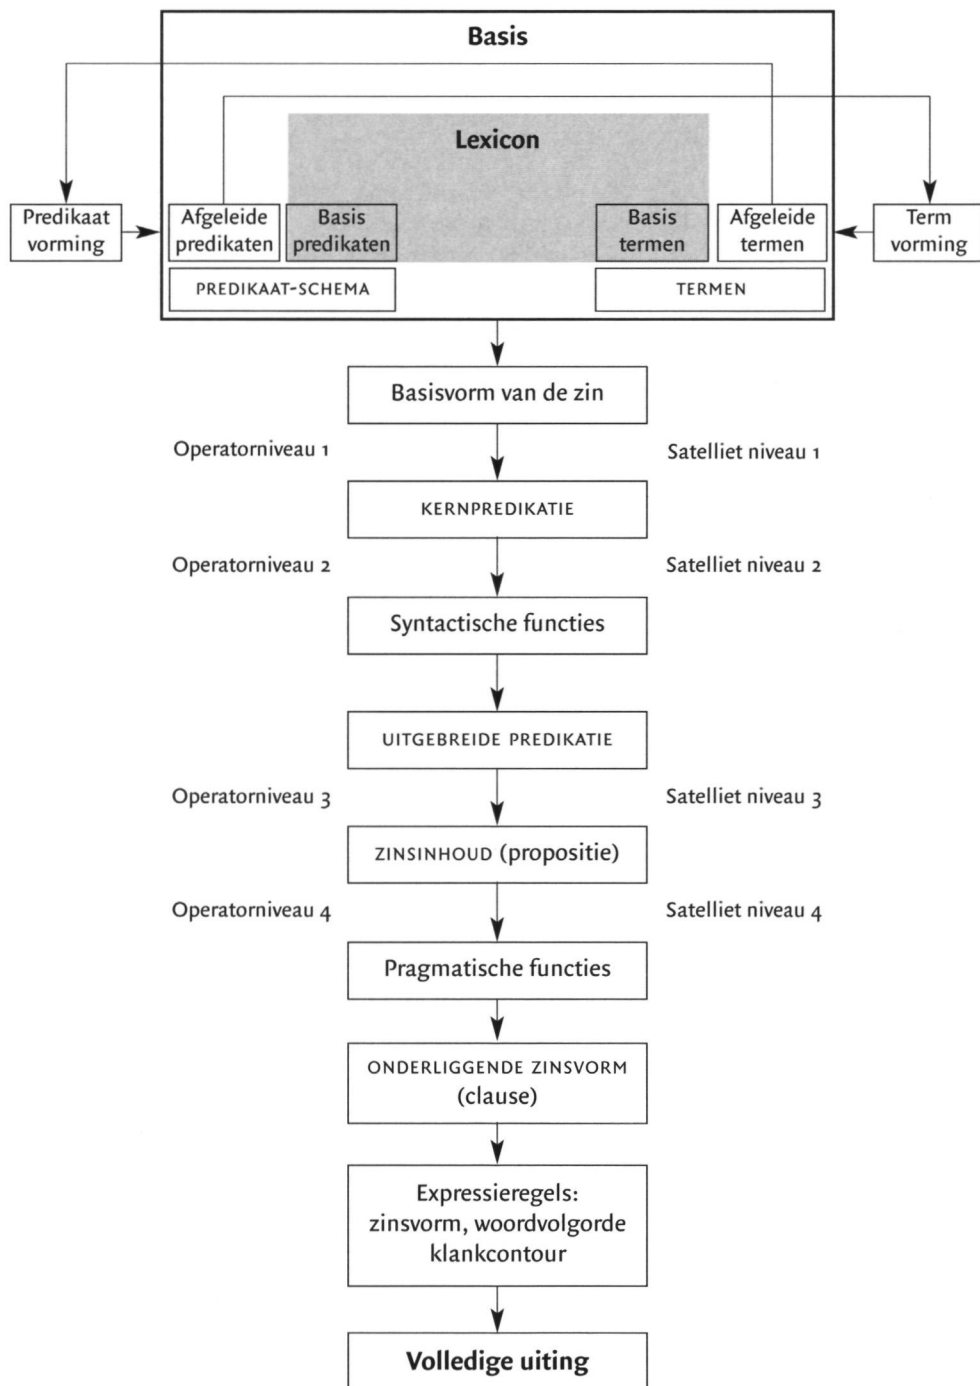 Basis
Lexicon
Predikaat
vorming
Afgeleide
predikaten
Basis
predikaten
Basis
termen
Afgeleide
termen
Term
vorming
PREDIKAAT-SCHEMA
TERMEN
Basisvorm van de zin
Operatorniveau 1
Satelliet niveau 1
KERNPREDIKATIE
Operatorniveau 2
Satelliet niveau 2
Syntactische functies
UITGEBREIDE PREDIKATIE
Operatorniveau 3
Satelliet niveau 3
ZINSINHOUD (propositie)
Operatorniveau 4
Satelliet niveau 4
Pragmatische functies
ONDERLIGGENDE ZINSVORM
(clause)
Expressieregels:
zinsvorm, woordvolgorde
klankcontour
Volledige uiting